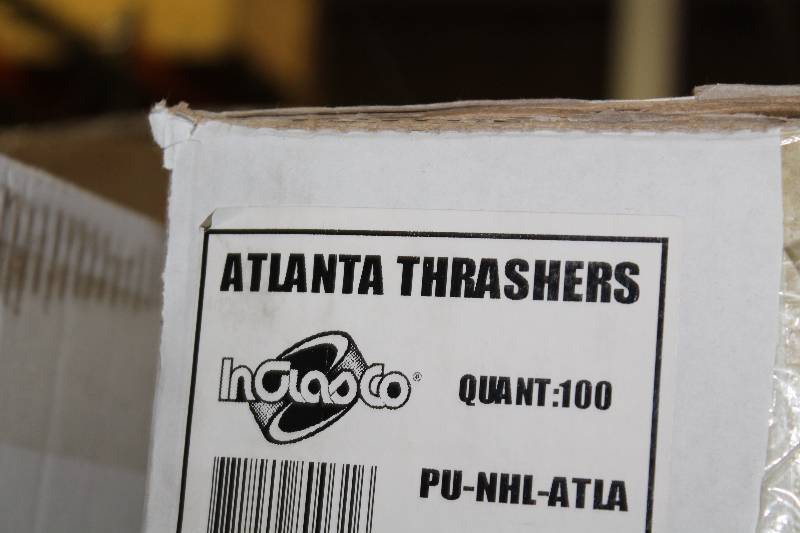 ATLANTA THRASHERS
InGlasCo®
QUANT:100
PU-NHL-ATLA